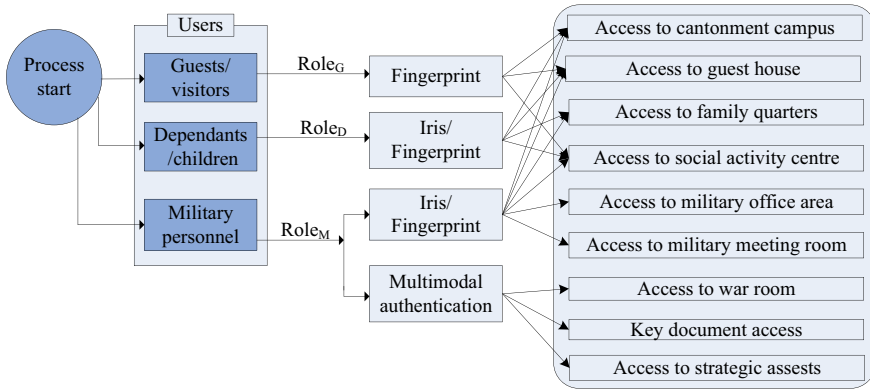 Users
Process
start
Guests/
visitors
Dependants
/children
Military
personnel
RoleG
RoleD
RoleM
Fingerprint
Iris/
Fingerprint
Iris/
Fingerprint
Multimodal
authentication
Access to cantonment campus
Access to guest house
Access to family quarters
Access to social activity centre
Access to military office area
Access to military meeting room
Access to war room
Key document access
Access to strategic assests